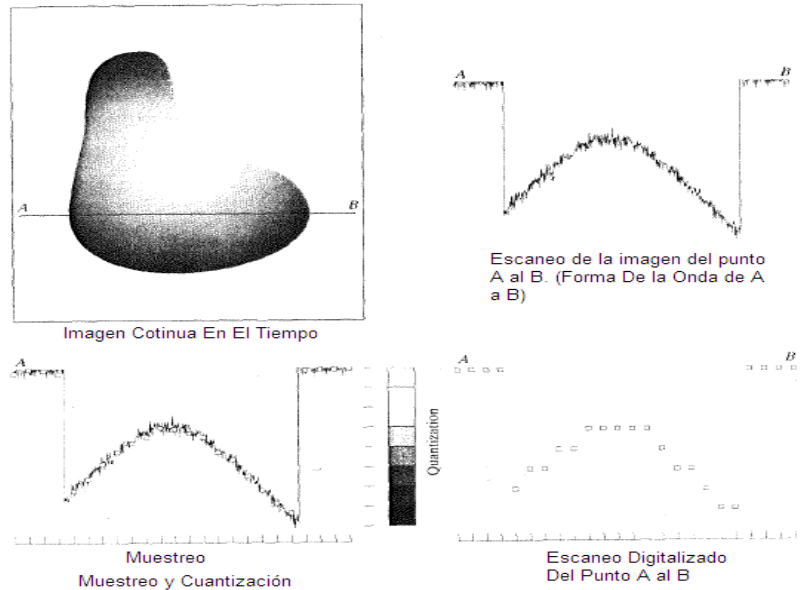 A
B
Imagen Cotinua En El Tiempo
A
B
Escaneo de la imagen del punto
A al B. (Forma De la Onda de A
a B)
A
Quantization
Muestreo
Muestreo y Cuantización
A
B
Escaneo Digitalizado
Del Punto A al B